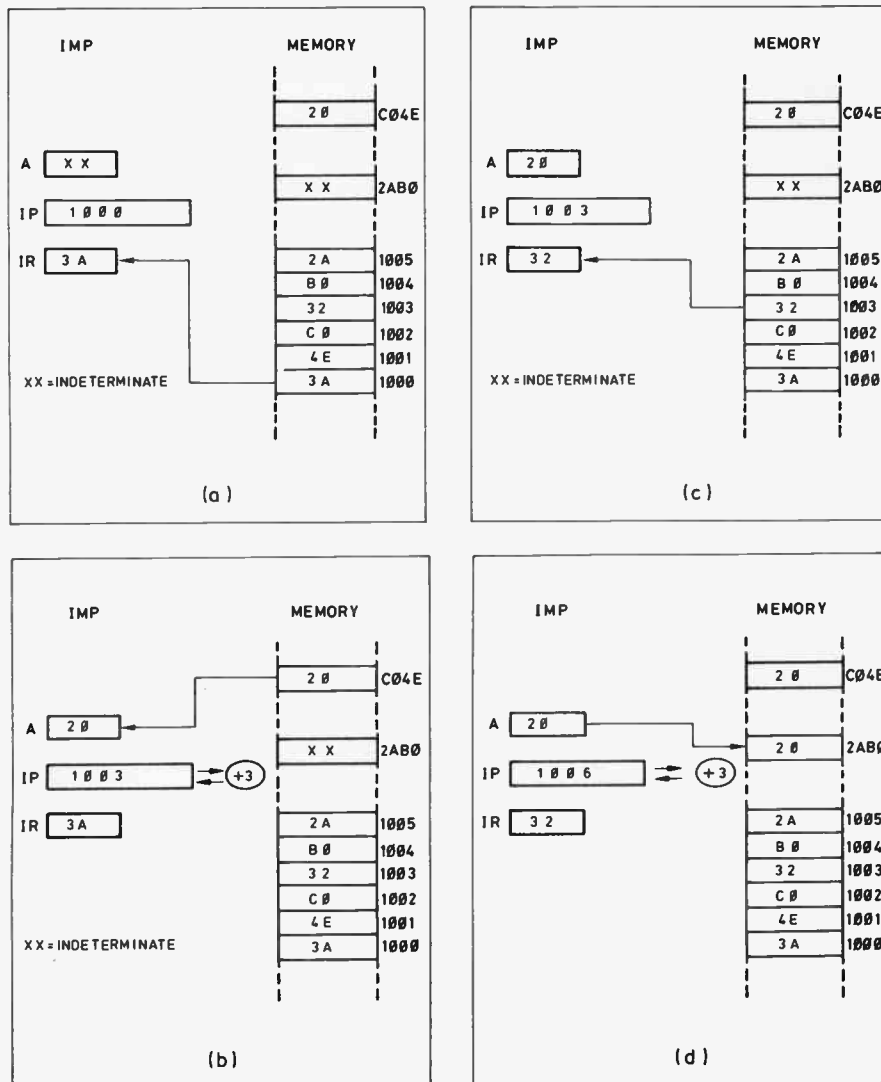 IMP MEMORY
20 C04E
A XX
XX 2AB0
IP 1000
IR 3A 2A 1005
B0 1004
32 1003
C0 1002
4E 1001
XX=INDETERMINATE 3A 1000
(a)
IMP MEMORY
20 C04E
A 20
XX 2AB0
IP 1003 +3
IR 3A 2A 1005
B0 1004
32 1003
C0 1002
4E 1001
XX=INDETERMINATE 3A 1000
(b)
IMP MEMORY
20 C04E
A 20
XX 2AB0
IP 1003
IR 32 2A 1005
B0 1004
32 1003
C0 1002
4E 1001
XX=INDETERMINATE 3A 1000
(c)
IMP MEMORY
20 C04E
A 20
20 2AB0
IP 1006 +3
IR 32 2A 1005
B0 1004
32 1003
C0 1002
4E 1001
3A 1000
(d)